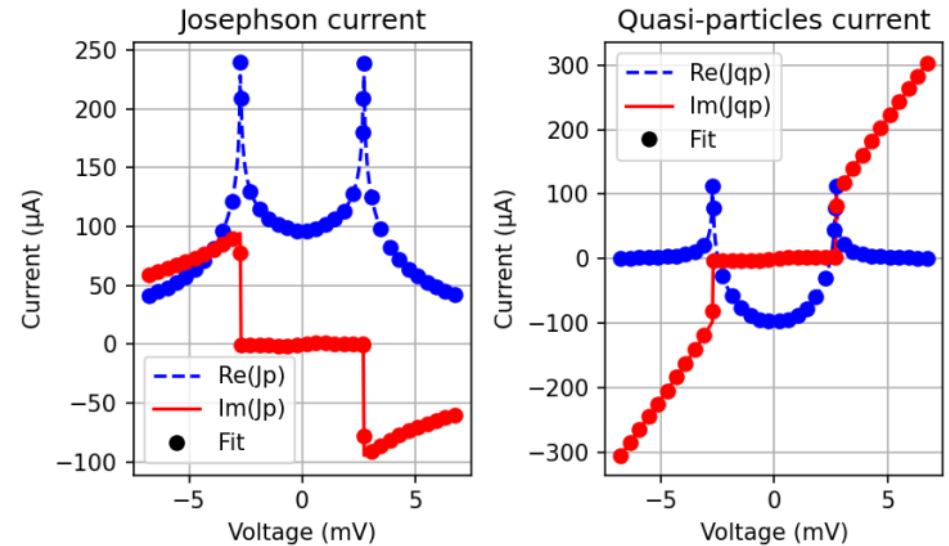 Josephson current
Quasi-particles current
250
200
150
100
50
0
−50
−100
Current (μA)
Re(Jp)
Im(Jp)
Fit
−5
0
5
Voltage (mV)
300
200
100
0
−100
−200
−300
Current (μA)
Re(Jqp)
Im(Jqp)
Fit
−5
0
5
Voltage (mV)